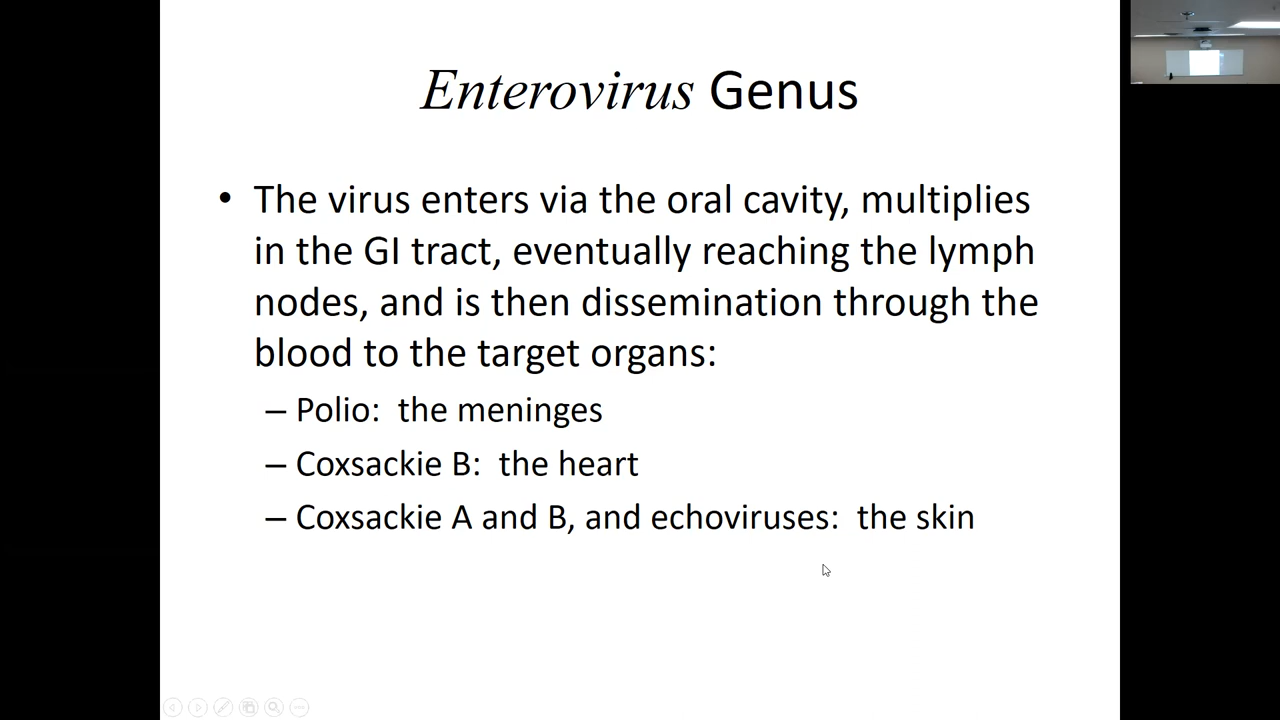 Enterovirus Genus
• The virus enters via the oral cavity, multiplies
in the GI tract, eventually reaching the lymph
nodes, and is then dissemination through the
blood to the target organs:
– Polio:  the meninges
– Coxsackie B:  the heart
– Coxsackie A and B, and echoviruses:  the skin